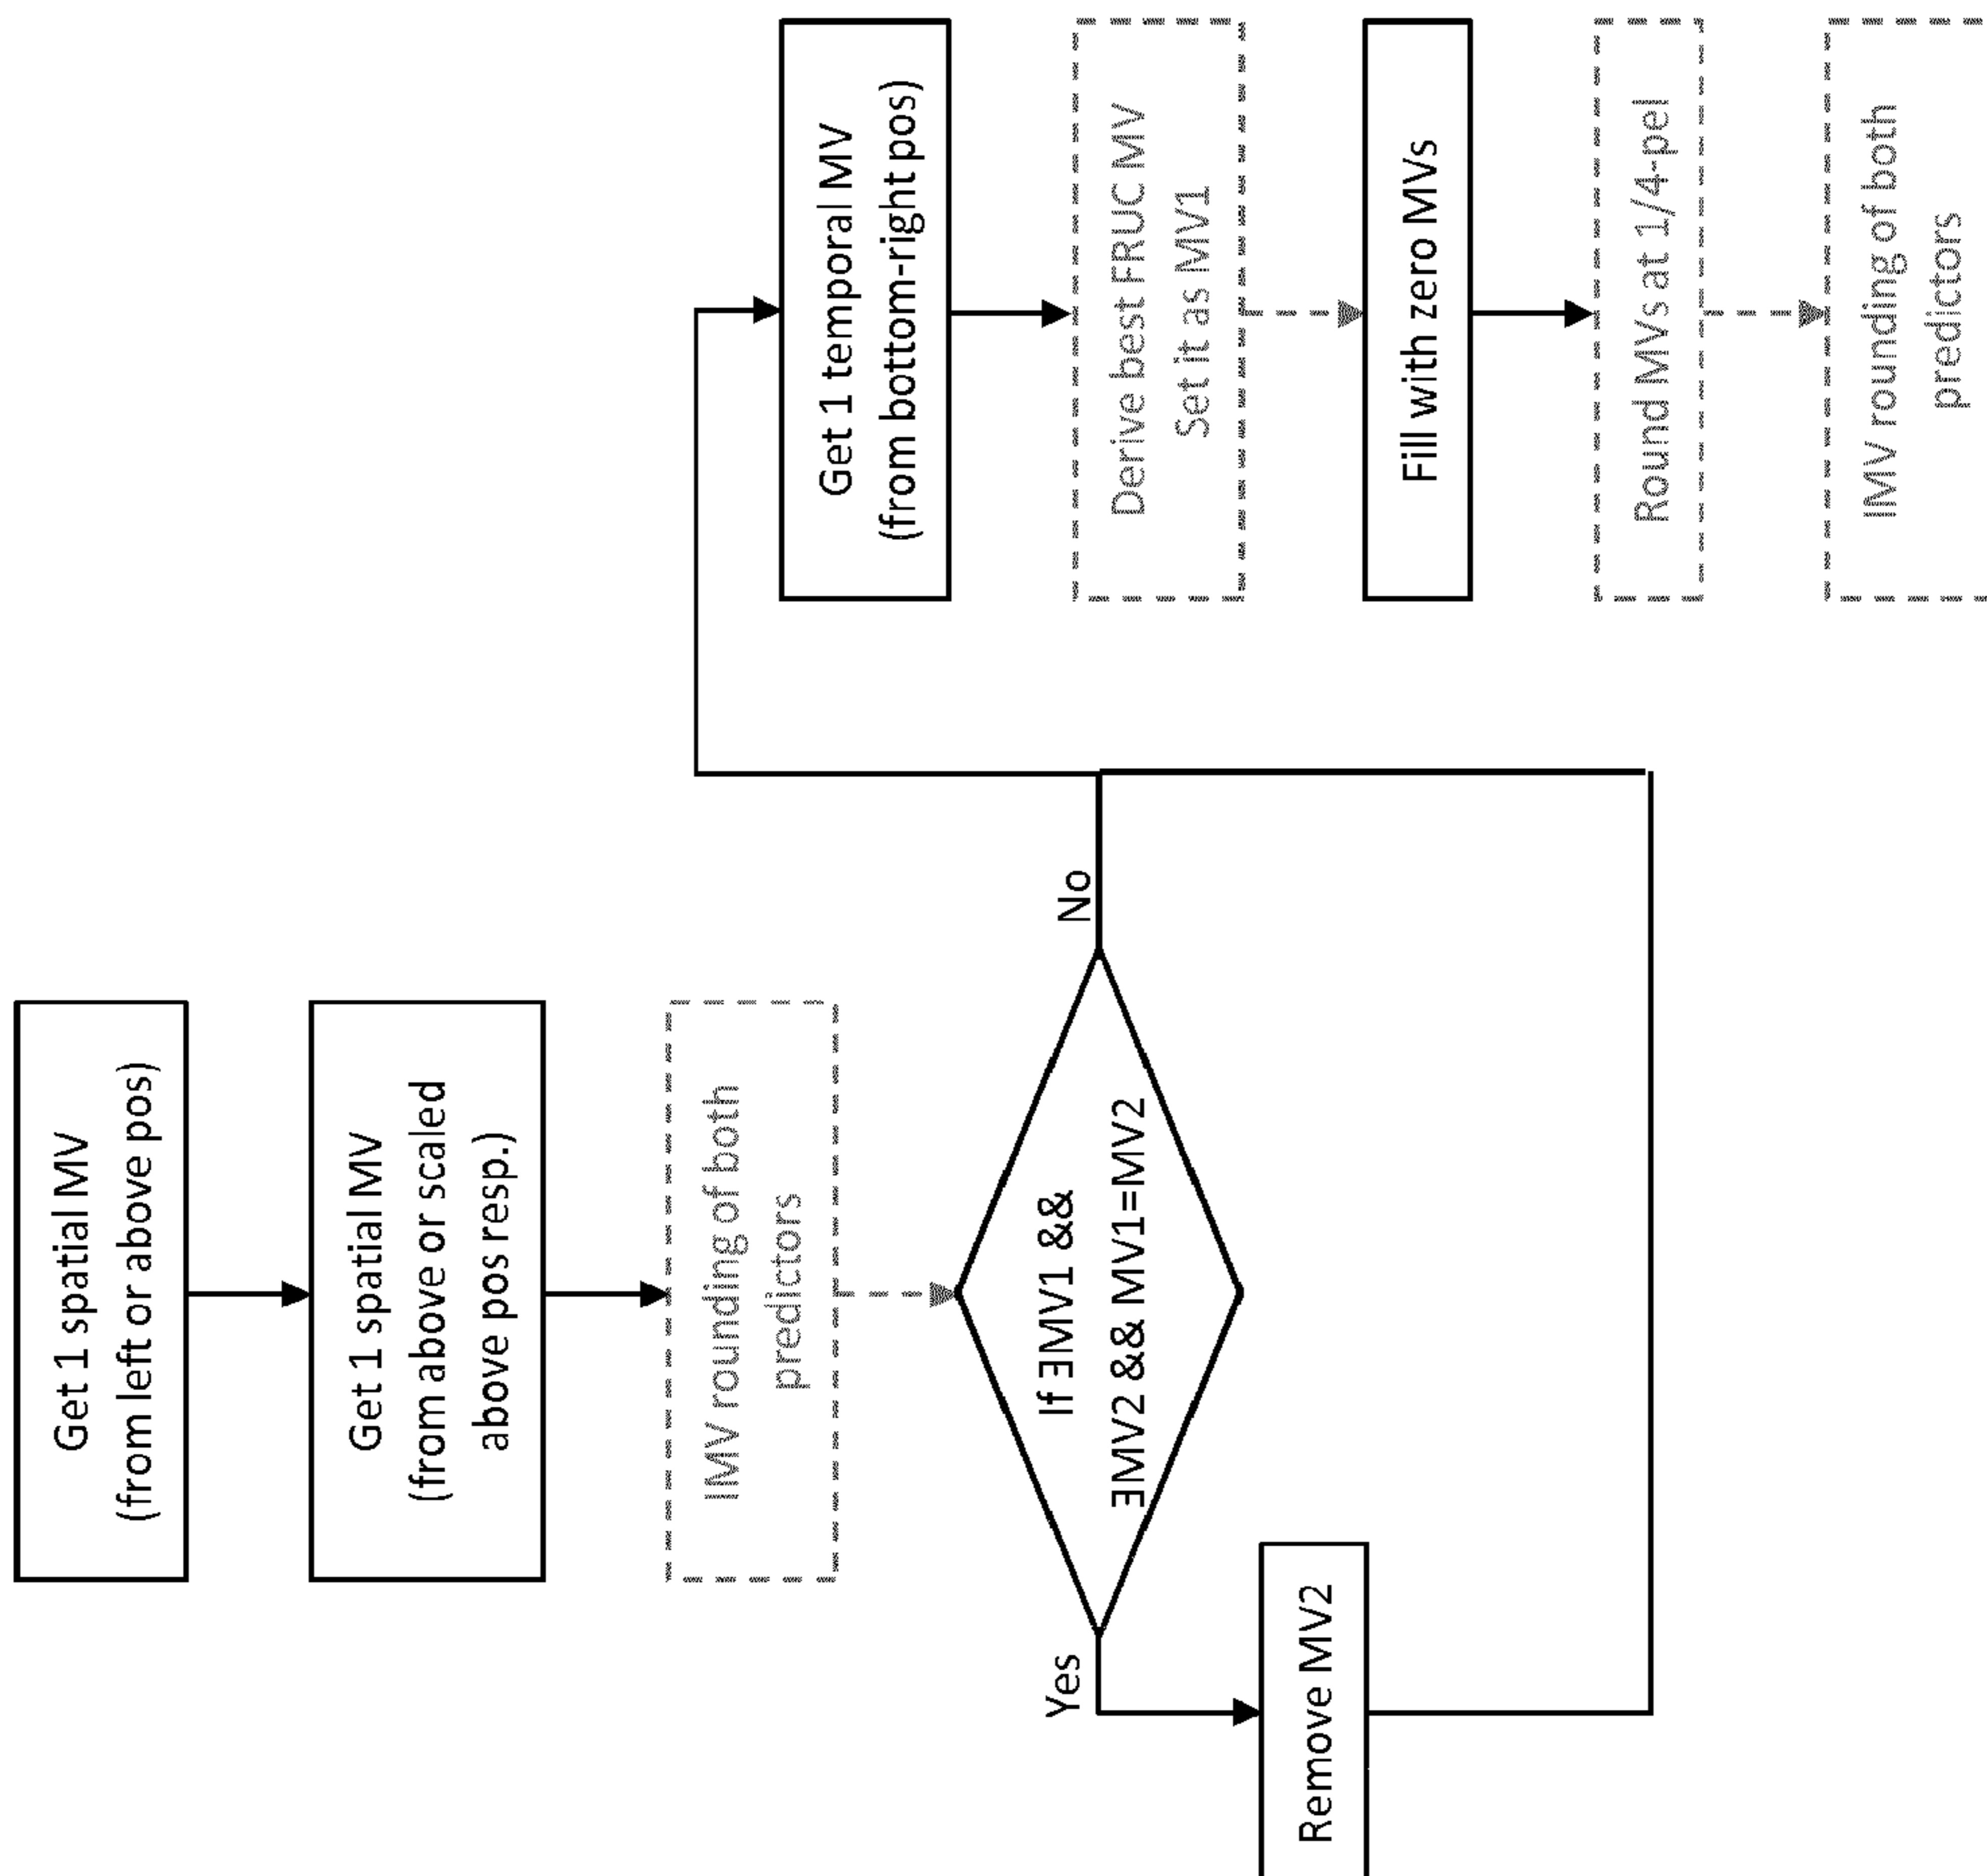 Get 1 spatial MV
(from left or above pos)
Get 1 spatial MV
(from above or scaled
above pos resp.)
IMV rounding of both
predictors
If ∃MV1 &&
∃MV2 && MV1=MV2
Yes
No
Remove MV2
Get 1 temporal MV
(from bottom-right pos)
Derive best FRUC MV
Set it as MV1
Fill with zero MVs
Round MVs at 1/4-pel
IMV rounding of both
predictors